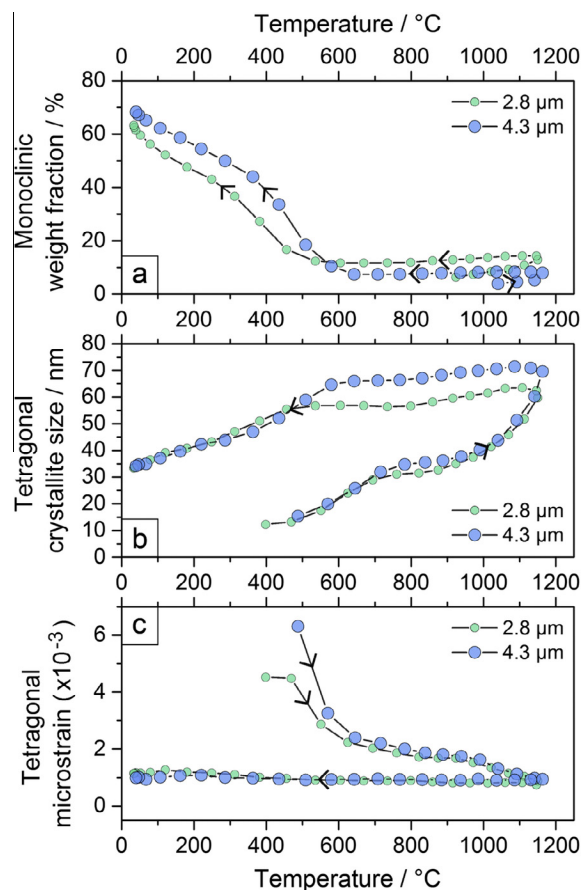 Temperature / °C
0 200 400 600 800 1000 1200
Monoclinic
weight fraction / %
80
60
40
20
0
2.8 µm
4.3 µm
a
0 200 400 600 800 1000 1200
Tetragonal
crystallite size / nm
80
70
60
50
40
30
20
10
0
2.8 µm
4.3 µm
b
0 200 400 600 800 1000 1200
Tetragonal
microstrain (x10-3)
6
4
2
0
c
2.8 µm
4.3 µm
0 200 400 600 800 1000 1200
Temperature / °C